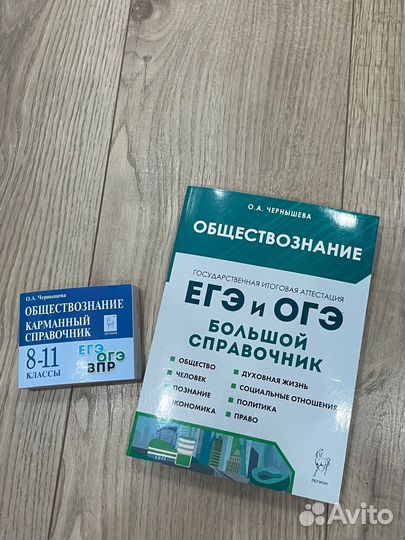 О.А. Чернышева
ОБЩЕСТВОЗНАНИЕ
КАРМАННЫЙ
СПРАВОЧНИК
8-11
КЛАССЫ
ЕГЭ
ОГЭ
ВПР
ЛЕГИОН
О.А. ЧЕРНЫШЕВА
ОБЩЕСТВОЗНАНИЕ
ГОСУДАРСТВЕННАЯ ИТОГОВАЯ АТТЕСТАЦИЯ
ЕГЭ и ОГЭ
БОЛЬШОЙ
СПРАВОЧНИК
ОБЩЕСТВО
ЧЕЛОВЕК
ПОЗНАНИЕ
ЭКОНОМИКА
ДУХОВНАЯ ЖИЗНЬ
СОЦИАЛЬНЫЕ ОТНОШЕНИЯ
ПОЛИТИКА
ПРАВО
ЛЕГИОН
Avito